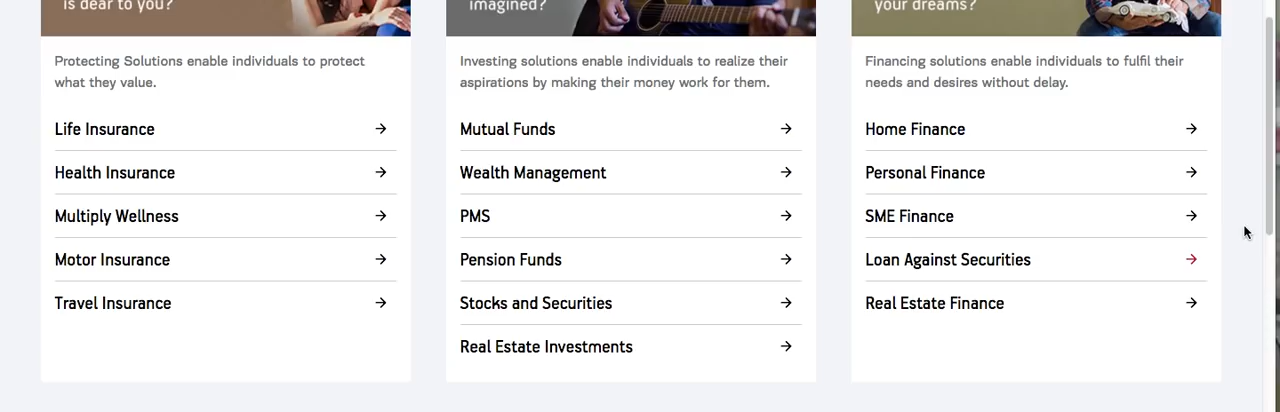 is dear to you?
Protecting Solutions enable individuals to protect
what they value.
Life Insurance
Health Insurance
Multiply Wellness
Motor Insurance
Travel Insurance
imagined?
Investing solutions enable individuals to realize their
aspirations by making their money work for them.
Mutual Funds
Wealth Management
PMS
Pension Funds
Stocks and Securities
Real Estate Investments
your dreams?
Financing solutions enable individuals to fulfil their
needs and desires without delay.
Home Finance
Personal Finance
SME Finance
Loan Against Securities
Real Estate Finance